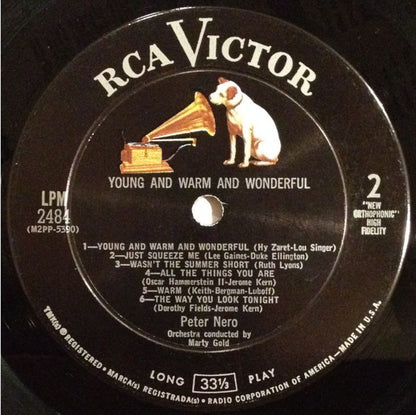 RCA VICTOR
YOUNG AND WARM AND WONDERFUL
LPM
2484
(M2PP-5390)
2
"NEW
ORTHOPHONIC"
HIGH
FIDELITY
1—YOUNG AND WARM AND WONDERFUL (Hy Zaret-Lou Singer)
2—JUST SQUEEZE ME (Lee Gaines-Duke Ellington)
3—WASN'T THE SUMMER SHORT (Ruth Lyons)
4—ALL THE THINGS YOU ARE
(Oscar Hammerstein II-Jerome Kern)
5—WARM (Keith-Bergman-Luboff)
6—THE WAY YOU LOOK TONIGHT
(Dorothy Fields-Jerome Kern)
Peter Nero
Orchestra conducted by
Marty Gold
LONG 33⅓ PLAY
TMK(s) ® REGISTERED • MARCA(s) REGISTRADA(s) • RADIO CORPORATION OF AMERICA—MADE IN U.S.A.